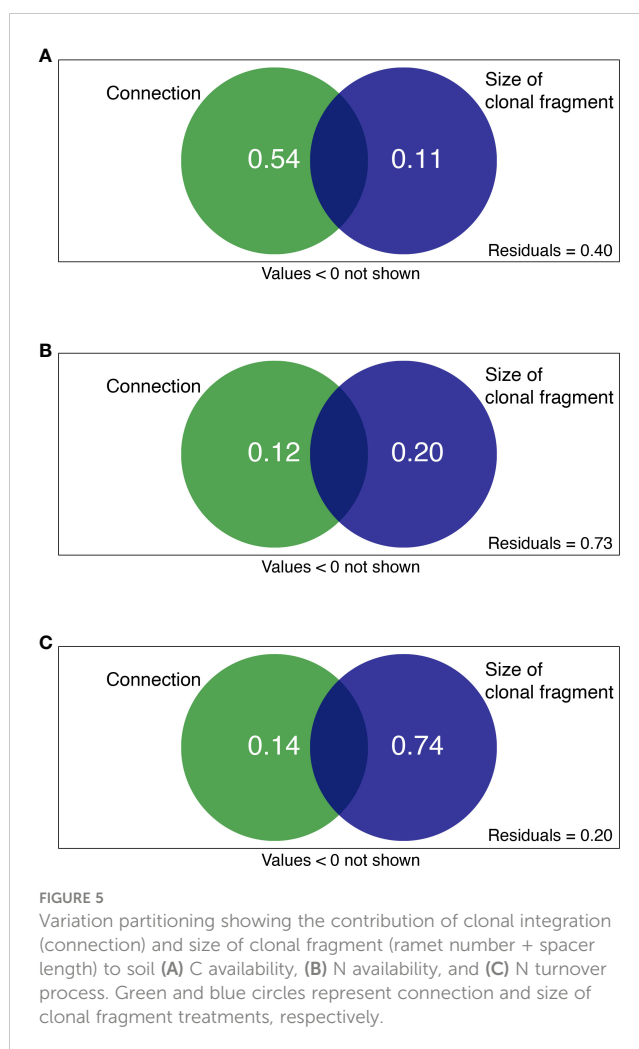 A
Connection
Size of
clonal fragment
0.54
0.11
Residuals = 0.40
Values < 0 not shown
B
Connection
Size of
clonal fragment
0.12
0.20
Residuals = 0.73
Values < 0 not shown
C
Connection
Size of
clonal fragment
0.14
0.74
Residuals = 0.20
Values < 0 not shown
FIGURE 5
Variation partitioning showing the contribution of clonal integration
(connection) and size of clonal fragment (ramet number + spacer
length) to soil (A) C availability, (B) N availability, and (C) N turnover
process. Green and blue circles represent connection and size of
clonal fragment treatments, respectively.